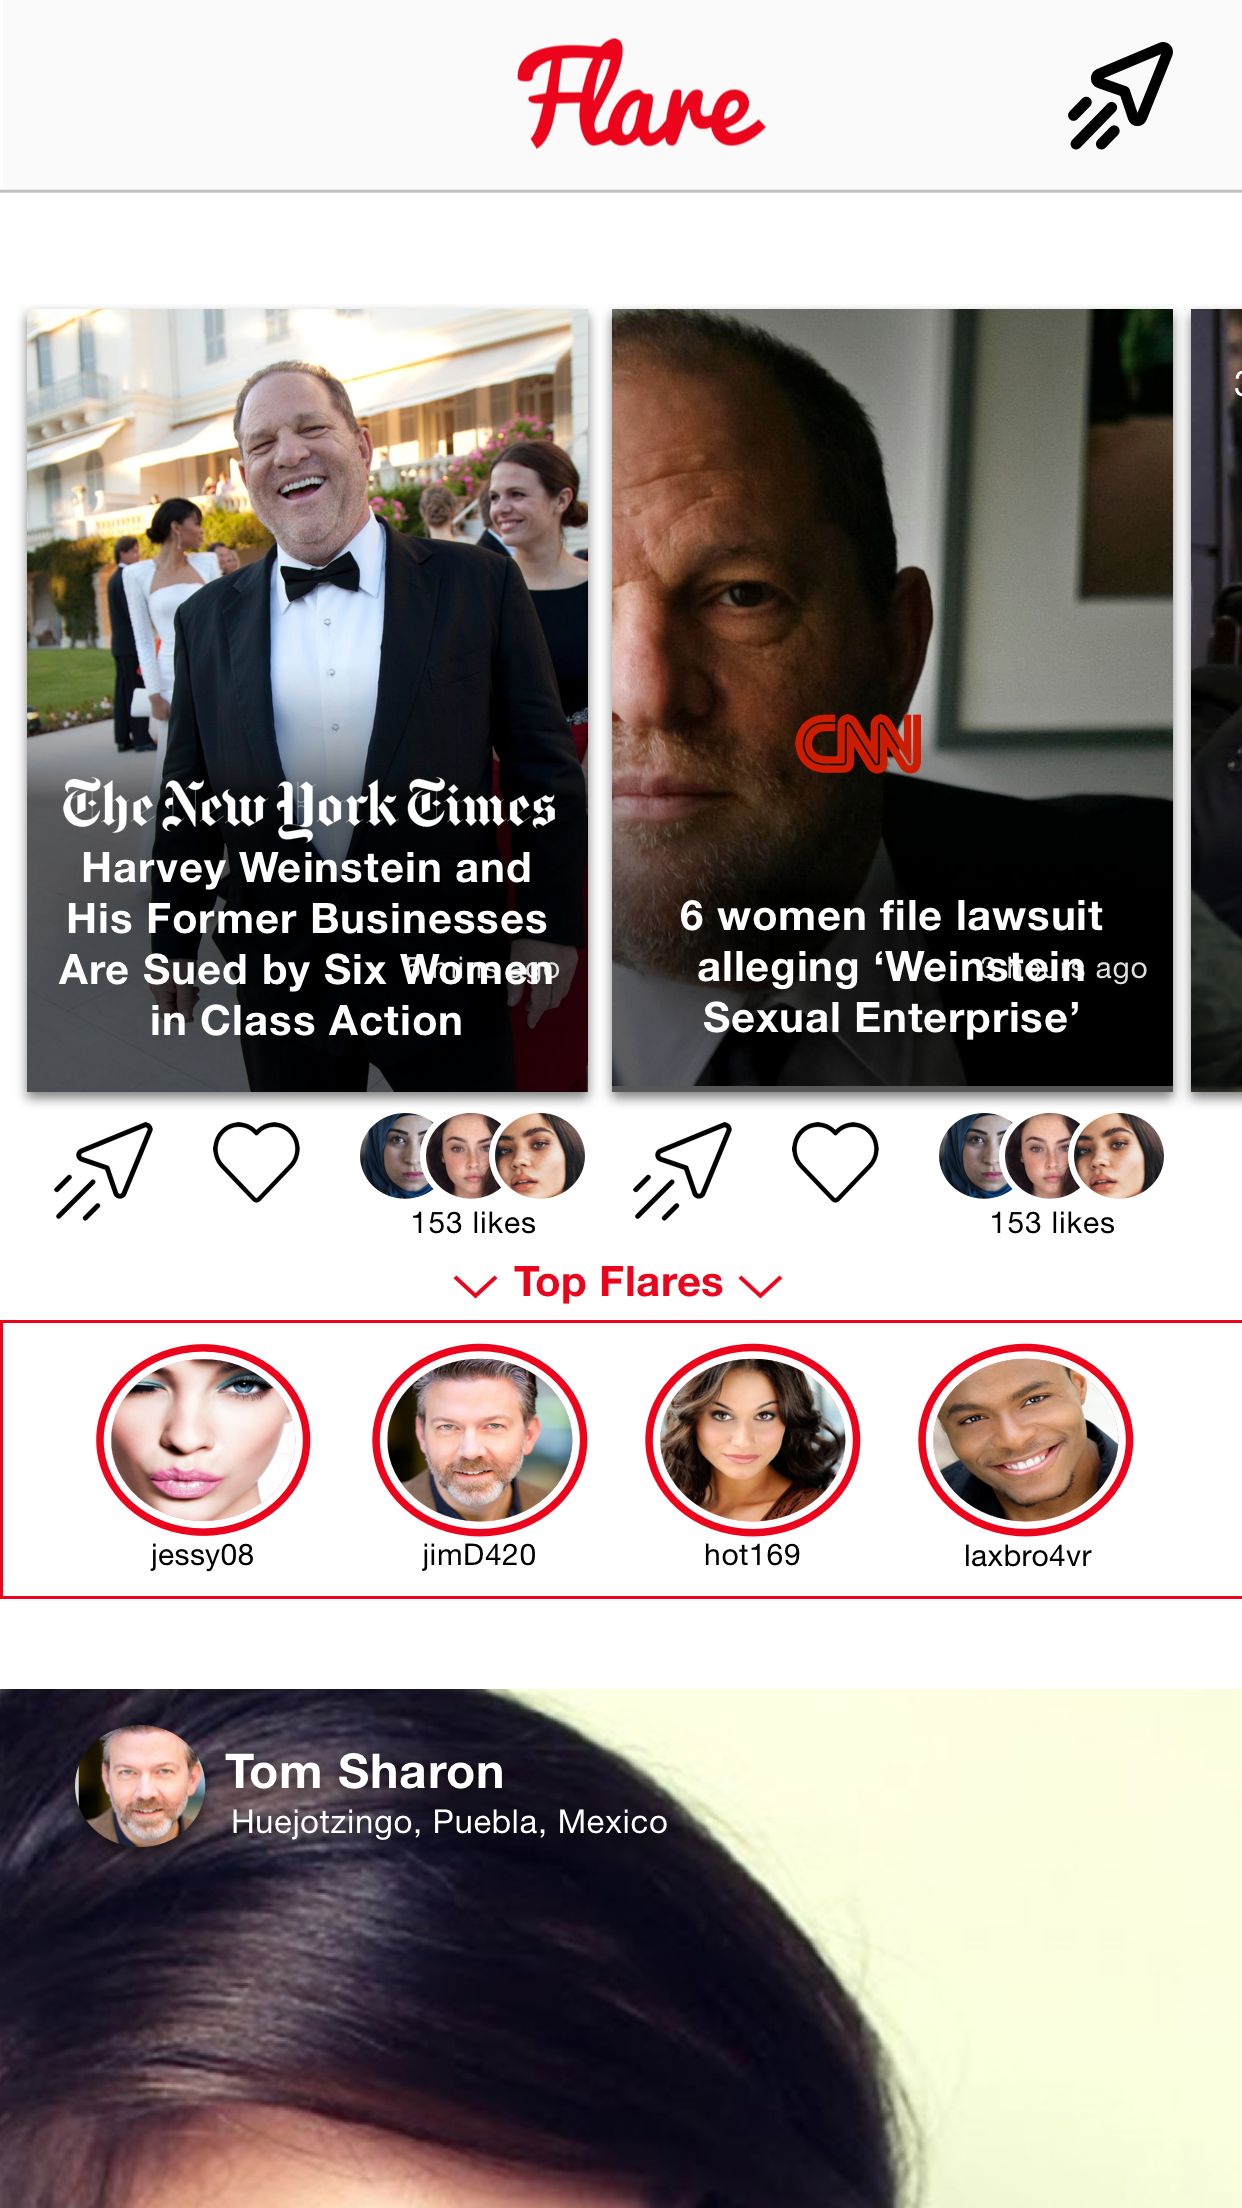 Flare
The New York Times
Harvey Weinstein and
His Former Businesses
Are Sued by Six Women
mins ago
in Class Action
CNN
6 women file lawsuit
alleging ‘Weinstein
hours ago
Sexual Enterprise’
153 likes
153 likes
Top Flares
jessy08
jimD420
hot169
laxbro4vr
Tom Sharon
Huejotzingo, Puebla, Mexico